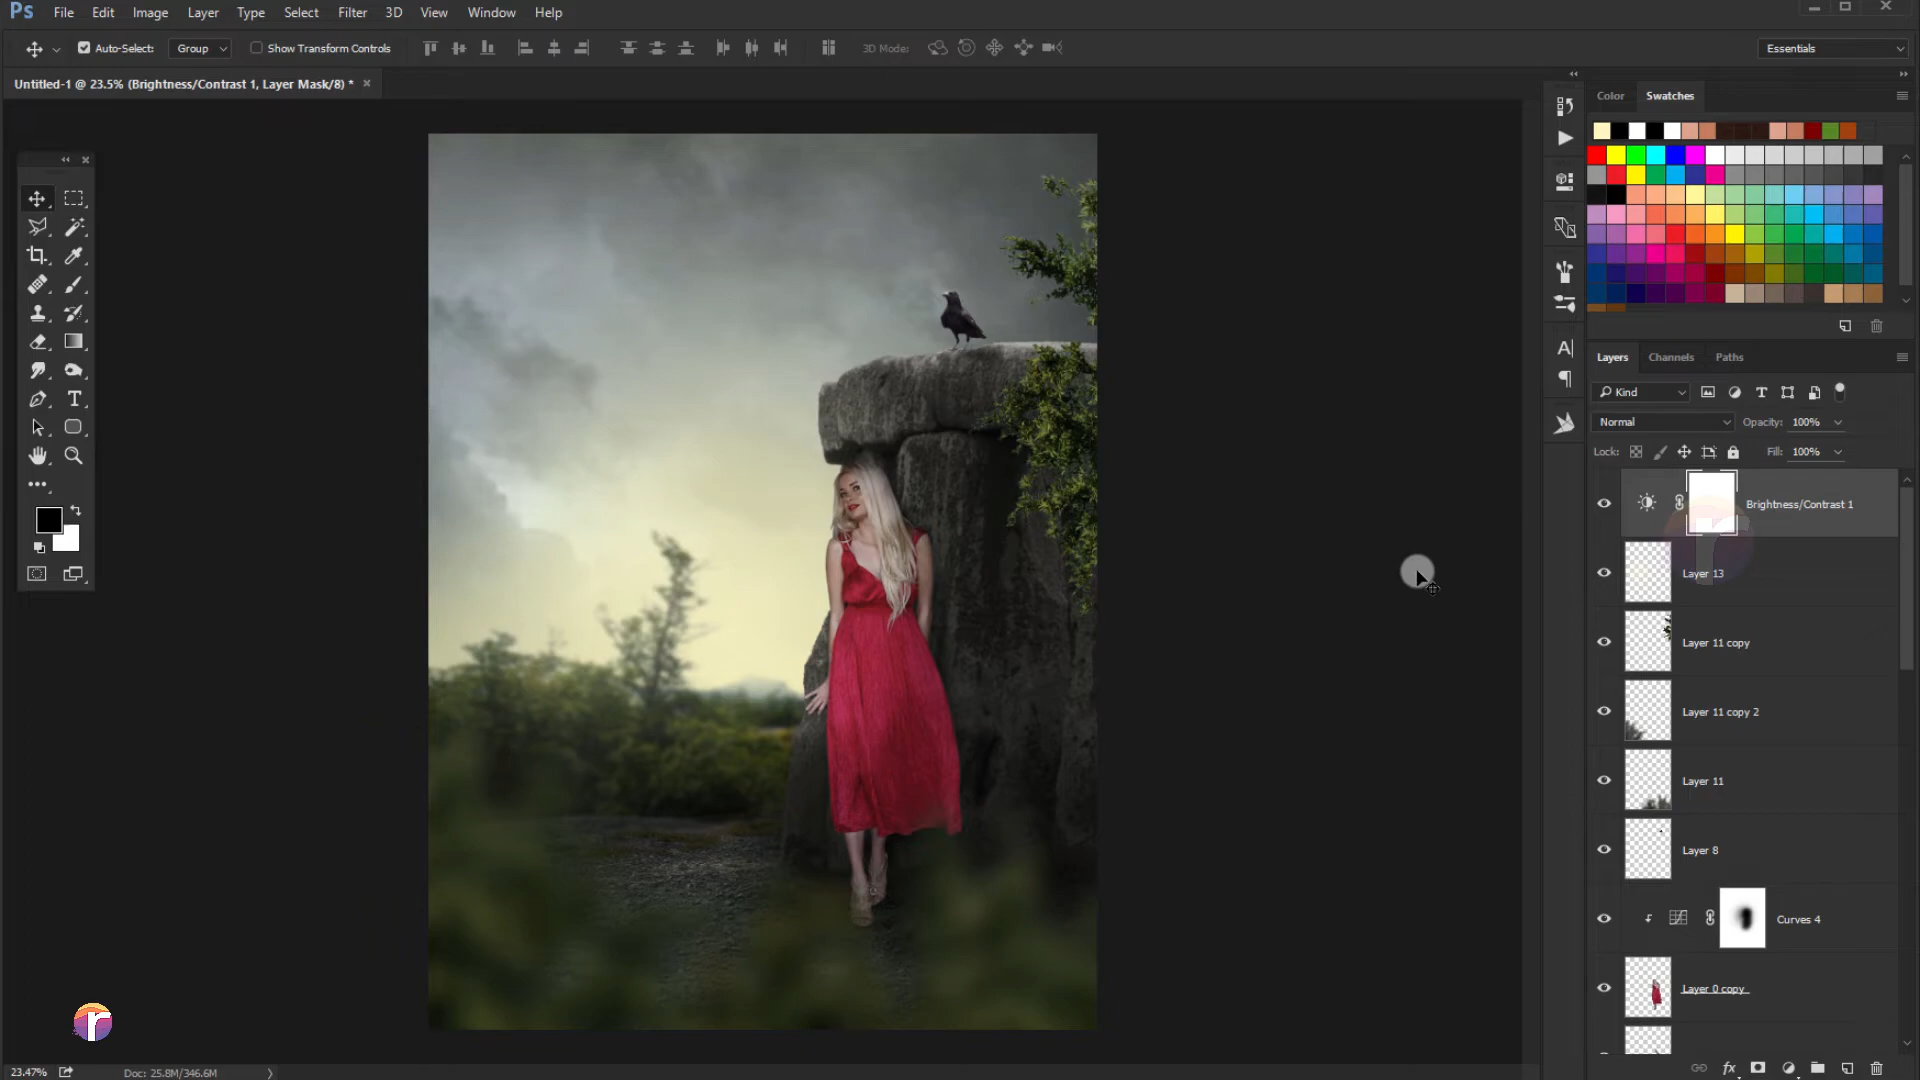 Ps File Edit Image Layer Type Select Filter 3D View Window Help
Auto-Select: Group Show Transform Controls 3D Mode: Essentials
Untitled-1 @ 23.5% (Brightness/Contrast 1, Layer Mask/8) *
Color Swatches
Layers Channels Paths
Kind
Normal Opacity: 100%
Lock: Fill: 100%
Brightness/Contrast 1
Layer 13
Layer 11 copy
Layer 11 copy 2
Layer 11
Layer 8
Curves 4
Layer 0 copy
23.47% Doc: 25.8M/346.6M